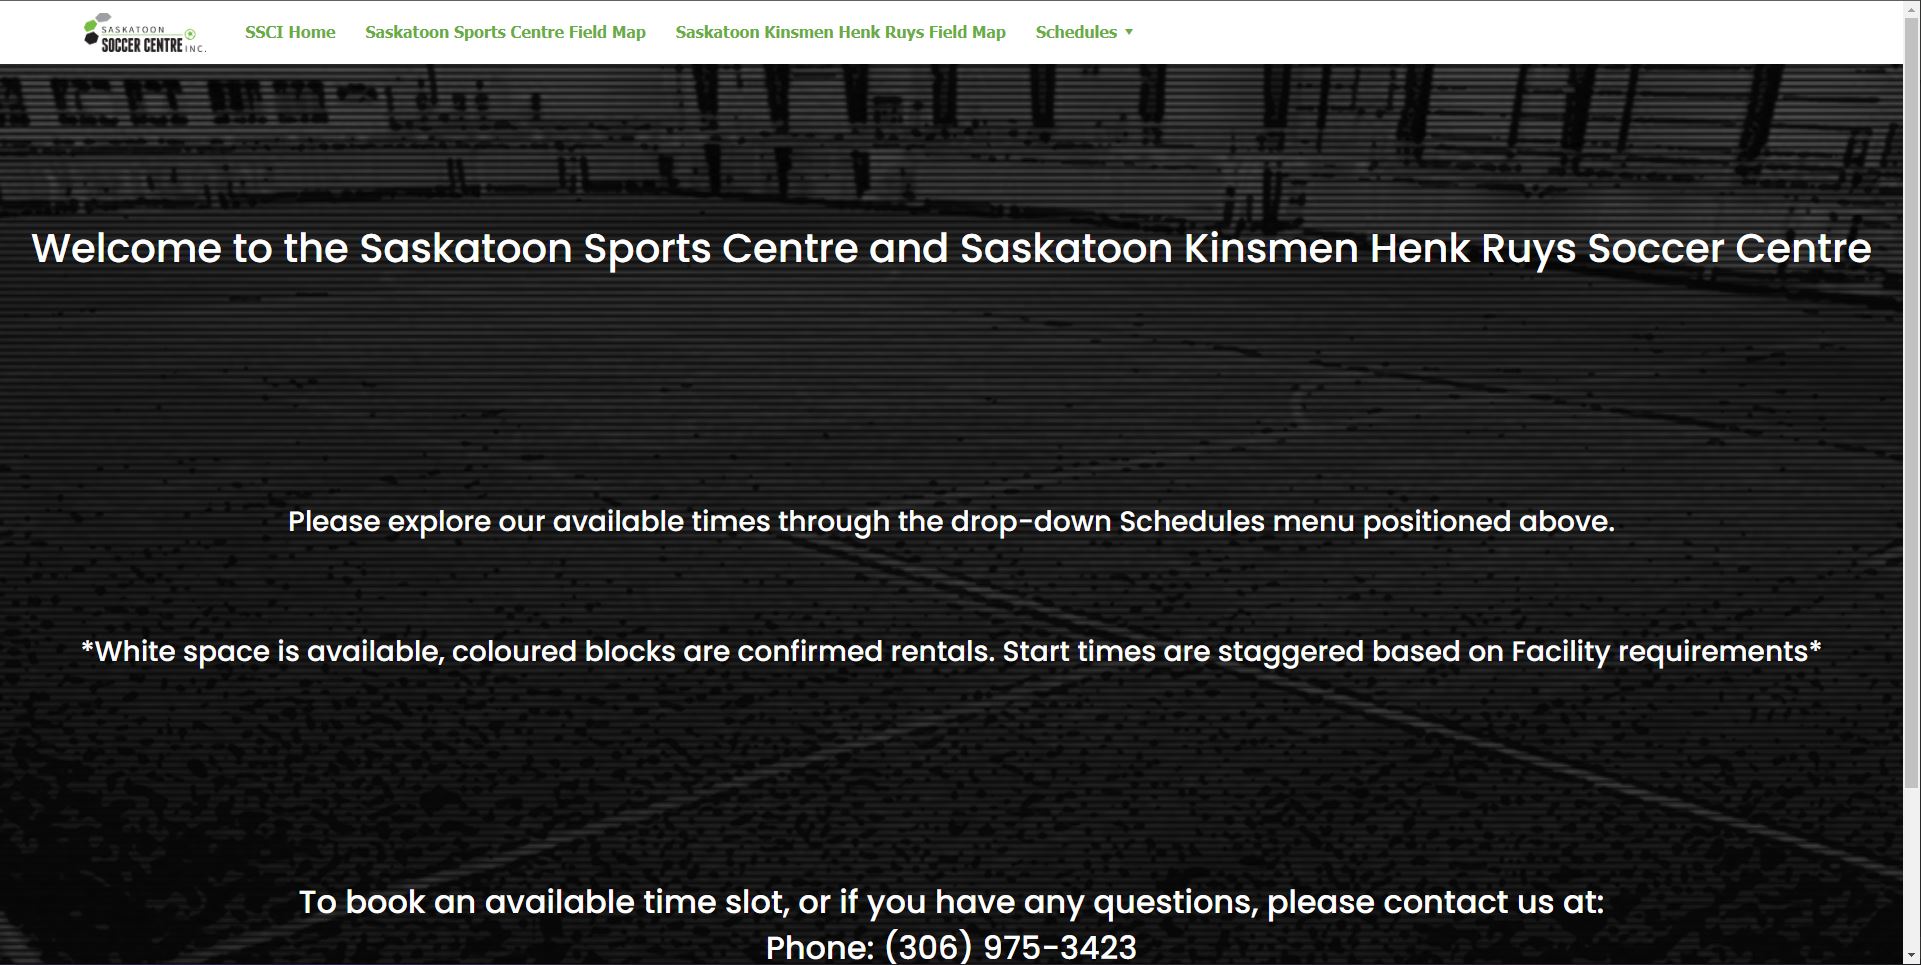 SASKATOON
SOCCER CENTRE INC.
SSCI Home
Saskatoon Sports Centre Field Map
Saskatoon Kinsmen Henk Ruys Field Map
Schedules
Welcome to the Saskatoon Sports Centre and Saskatoon Kinsmen Henk Ruys Soccer Centre
Please explore our available times through the drop-down Schedules menu positioned above.
*White space is available, coloured blocks are confirmed rentals. Start times are staggered based on Facility requirements*
To book an available time slot, or if you have any questions, please contact us at:
Phone: (306) 975-3423